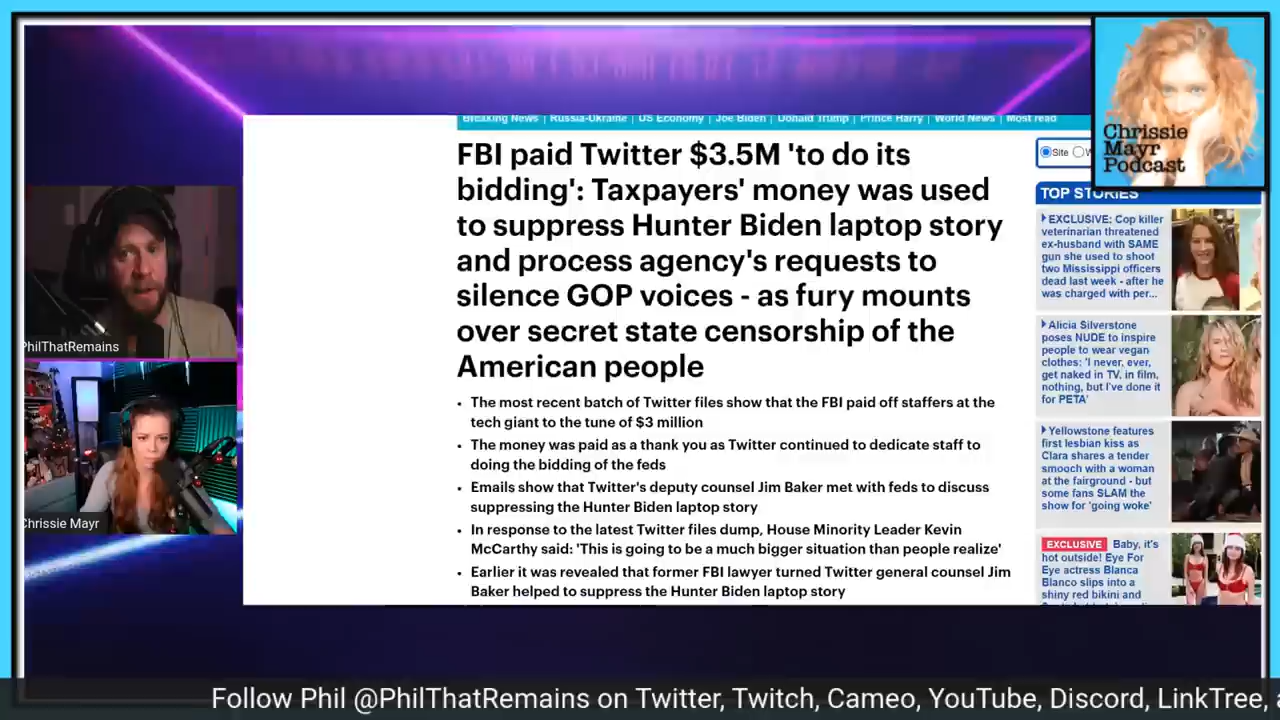 Breaking News | Russia-Ukraine | US Economy | Joe Biden | Donald Trump | Prince Harry | World News | Most read
Chrissie
Mayr
Podcast
FBI paid Twitter $3.5M 'to do its
bidding': Taxpayers' money was used
to suppress Hunter Biden laptop story
and process agency's requests to
silence GOP voices - as fury mounts
over secret state censorship of the
American people
• The most recent batch of Twitter files show that the FBI paid off staffers at the
tech giant to the tune of $3 million
• The money was paid as a thank you as Twitter continued to dedicate staff to
doing the bidding of the feds
• Emails show that Twitter's deputy counsel Jim Baker met with feds to discuss
suppressing the Hunter Biden laptop story
• In response to the latest Twitter files dump, House Minority Leader Kevin
McCarthy said: 'This is going to be a much bigger situation than people realize'
• Earlier it was revealed that former FBI lawyer turned Twitter general counsel Jim
Baker helped to suppress the Hunter Biden laptop story
Site
TOP STORIES
EXCLUSIVE: Cop killer
veterinarian threatened
ex-husband with SAME
gun she used to shoot
two Mississippi officers
dead last week - after he
was charged with per...
Alicia Silverstone
poses NUDE to inspire
people to wear vegan
clothes: 'I never, ever,
get naked in TV, in film,
nothing, but I've done it
for PETA'
Yellowstone features
first lesbian kiss as
Clara shares a tender
smooch with a woman
at the fairground - but
some fans SLAM the
show for 'going woke'
EXCLUSIVE Baby, it's
hot outside! Eye For
Eye actress Blanca
Blanco slips into a
shiny red bikini and
PhilThatRemains
Chrissie Mayr
Follow Phil @PhilThatRemains on Twitter, Twitch, Cameo, YouTube, Discord, LinkTree,